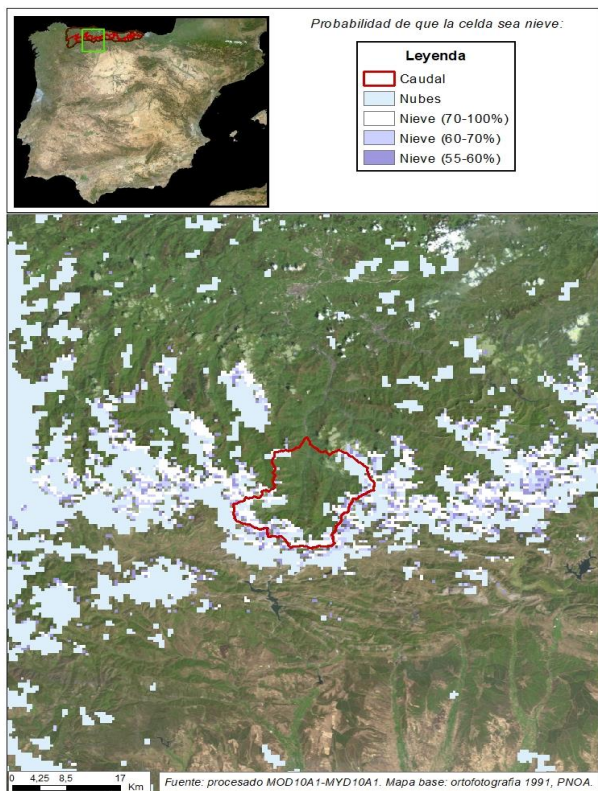 Probabilidad de que la celda sea nieve:
Leyenda
Caudal
Nubes
Nieve (70-100%)
Nieve (60-70%)
Nieve (55-60%)
0 4,25 8,5 17
Km
Fuente: procesado MOD10A1-MYD10A1. Mapa base: ortofotografia 1991, PNOA.